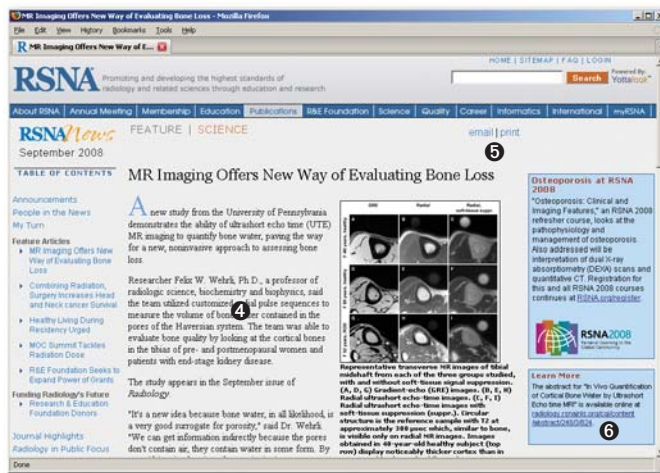 MR Imaging Offers New Way of Evaluating Bone Loss - Mozilla Firefox
File Edit View History Bookmarks Tools Help
MR Imaging Offers New Way of E...
HOME | SITEMAP | FAQ | LOGIN
RSNA
Promoting and developing the highest standards of
radiology and related sciences through education and research
Search
Powered By:
Yottalook
About RSNA Annual Meeting Membership Education Publications R&E Foundation Science Quality Career Informatics International myRSNA
RSNA News
September 2008
FEATURE | SCIENCE
email | print
5
TABLE OF CONTENTS
Announcements
People in the News
My Turn
Feature Articles
MR Imaging Offers New
Way of Evaluating Bone
Loss
Combining Radiation,
Surgery Increases Head
and Neck cancer Survival
Healthy Living During
Residency Urged
MOC Summit Tackles
Radiation Dose
R&E Foundation Seeks to
Expand Power of Grants
Funding Radiology's Future
Research & Education
Foundation Donors
Journal Highlights
Radiology in Public Focus
MR Imaging Offers New Way of Evaluating Bone Loss
A new study from the University of Pennsylvania
demonstrates the ability of ultrashort echo time (UTE)
MR imaging to quantify bone water, paving the way
for a new, noninvasive approach to assessing bone
loss.
Researcher Felix W. Wehrli, Ph.D., a professor of
radiologic science, biochemistry and biophysics, said
the team utilized customized pulse sequences to
4
measure the volume of contained in the
pores of the Haversian system. The team was able to
evaluate bone quality by looking at the cortical bones
in the tibias of pre- and postmenopausal women and
patients with end-stage kidney disease.
The study appears in the September issue of
Radiology.
"It's a new idea because bone water, in all likelihood, is
a very good surrogate for porosity," said Dr. Wehrli.
"We can get information indirectly because the pores
don't contain air, they contain water in some form. By
GRE Radial Radial,
soft-tissue suppr.
Representative transverse MR images of tibial
midshaft from each of the three groups studied,
with and without soft-tissue signal suppression.
(A, D, G) Gradient-echo (GRE) images. (B, E, H)
Radial ultrashort echo-time images. (C, F, I)
Radial ultrashort echo-time images with
soft-tissue suppression (suppr.). Circular
structure is the reference sample with T2 at
approximately 300 µsec which, similar to bone,
is visible only on radial MR images. Images
obtained in 40-year-old healthy subject (top
row) display noticeably thicker cortex than in
Osteoporosis at RSNA
2008
"Osteoporosis: Clinical and
Imaging Features," an RSNA 2008
refresher course, looks at the
pathophysiology and
management of osteoporosis.
Also addressed will be
interpretation of dual X-ray
absorptiometry (DEXA) scans and
quantitative CT. Registration for
this and all RSNA 2008 courses
continues at RSNA.org/register.
RSNA2008
Learn More
The abstract for "In Vivo Quantification
of Cortical Bone Water by Ultrashort
Echo time MRI" is available online at
radiology.rsnajnls.org/cgi/content
/abstract/248/3/824.
6
Done